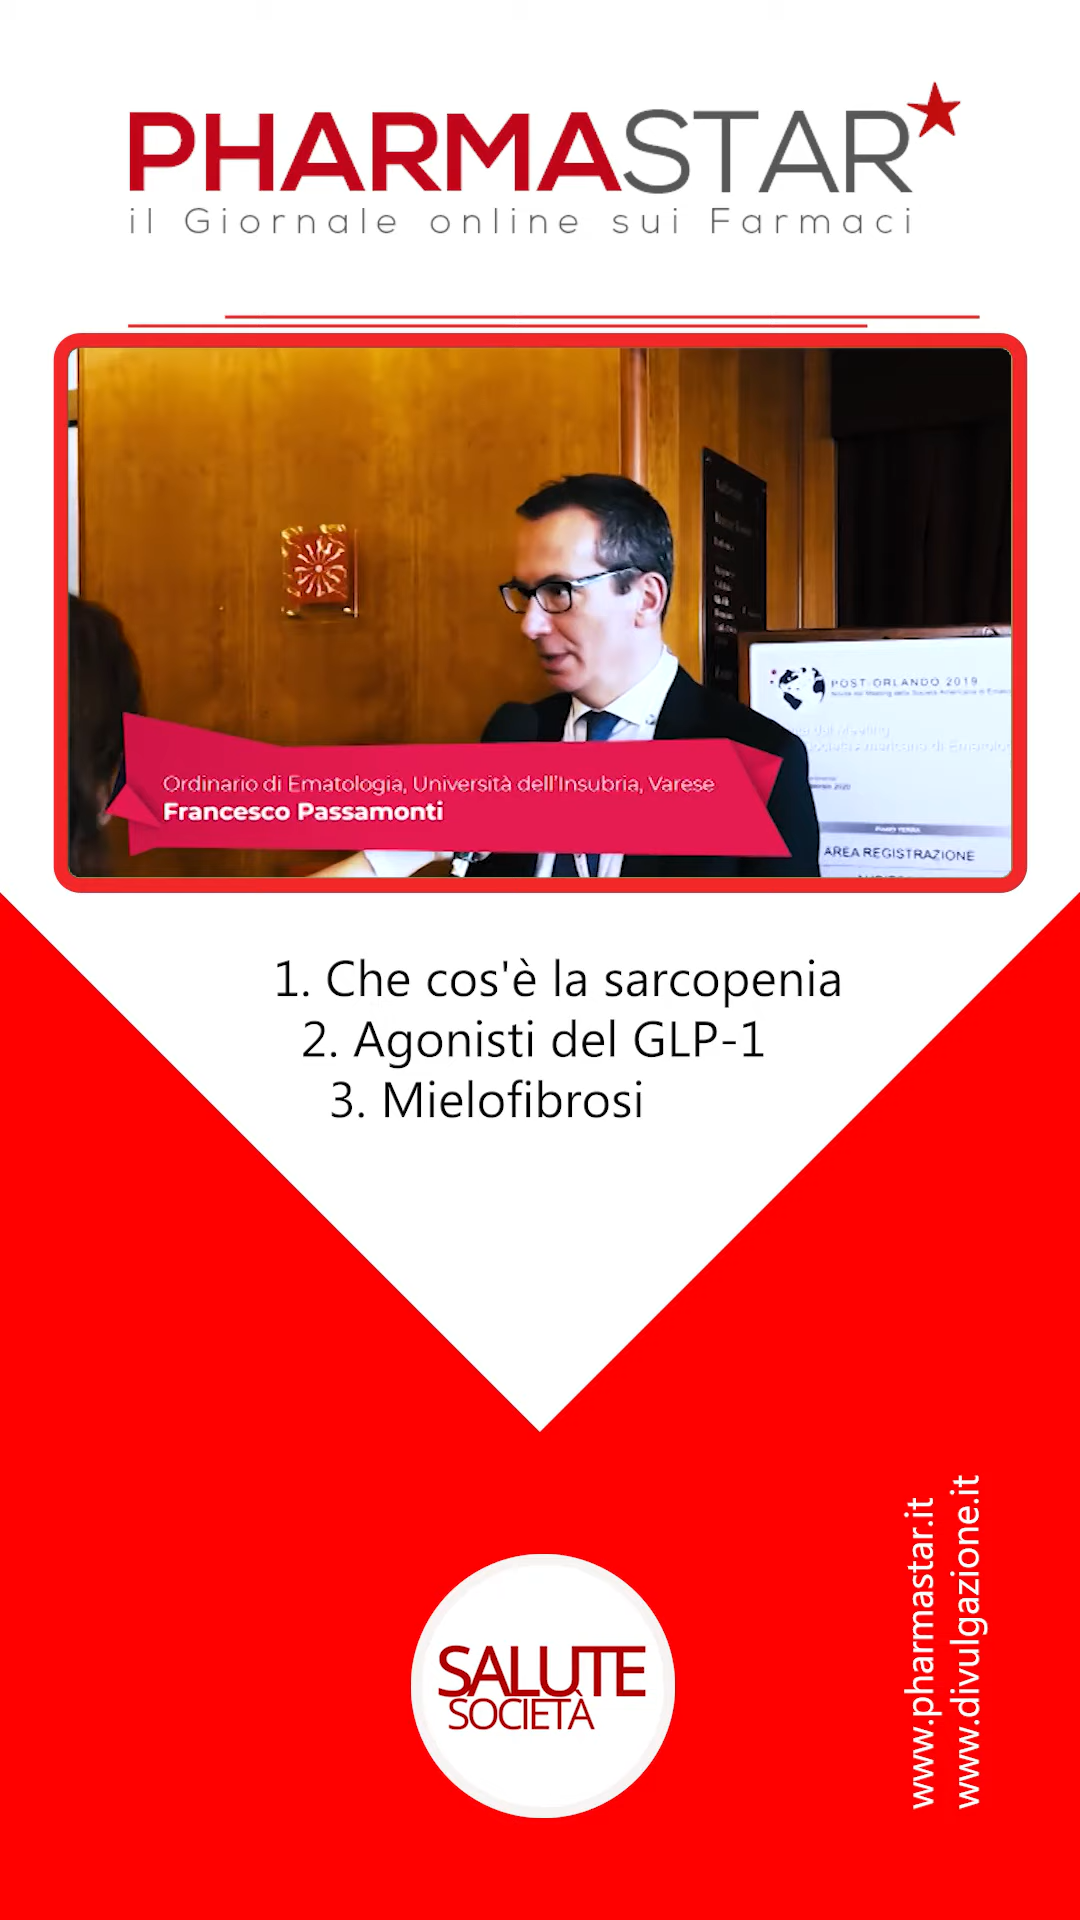 PHARMASTAR
il Giornale online sui Farmaci
POST-ORLANDO 2019
AREA REGISTRAZIONE
Ordinario di Ematologia, Università dell'Insubria, Varese
Francesco Passamonti
1. Che cos'è la sarcopenia
2. Agonisti del GLP-1
3. Mielofibrosi
www.pharmastar.it
www.divulgazione.it
SALUTE
SOCIETÀ